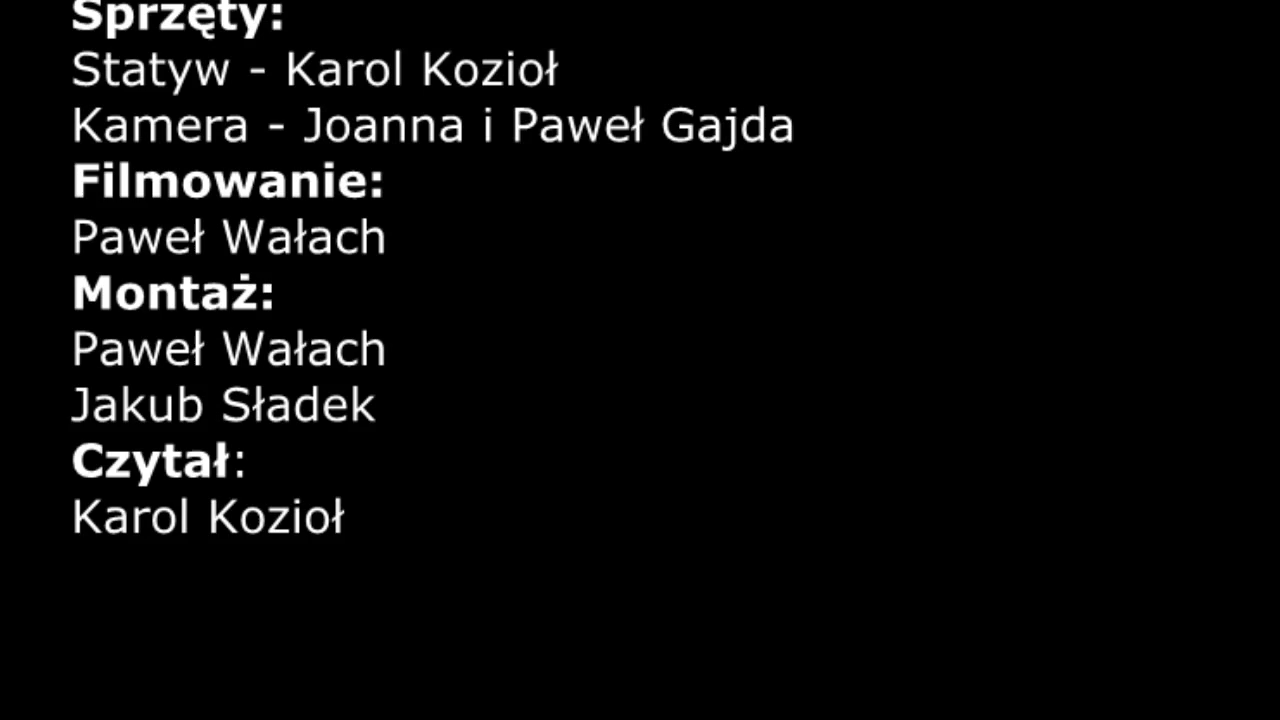 Sprzęty:
Statyw - Karol Kozioł
Kamera - Joanna i Paweł Gajda
Filmowanie:
Paweł Wałach
Montaż:
Paweł Wałach
Jakub Sładek
Czytał:
Karol Kozioł